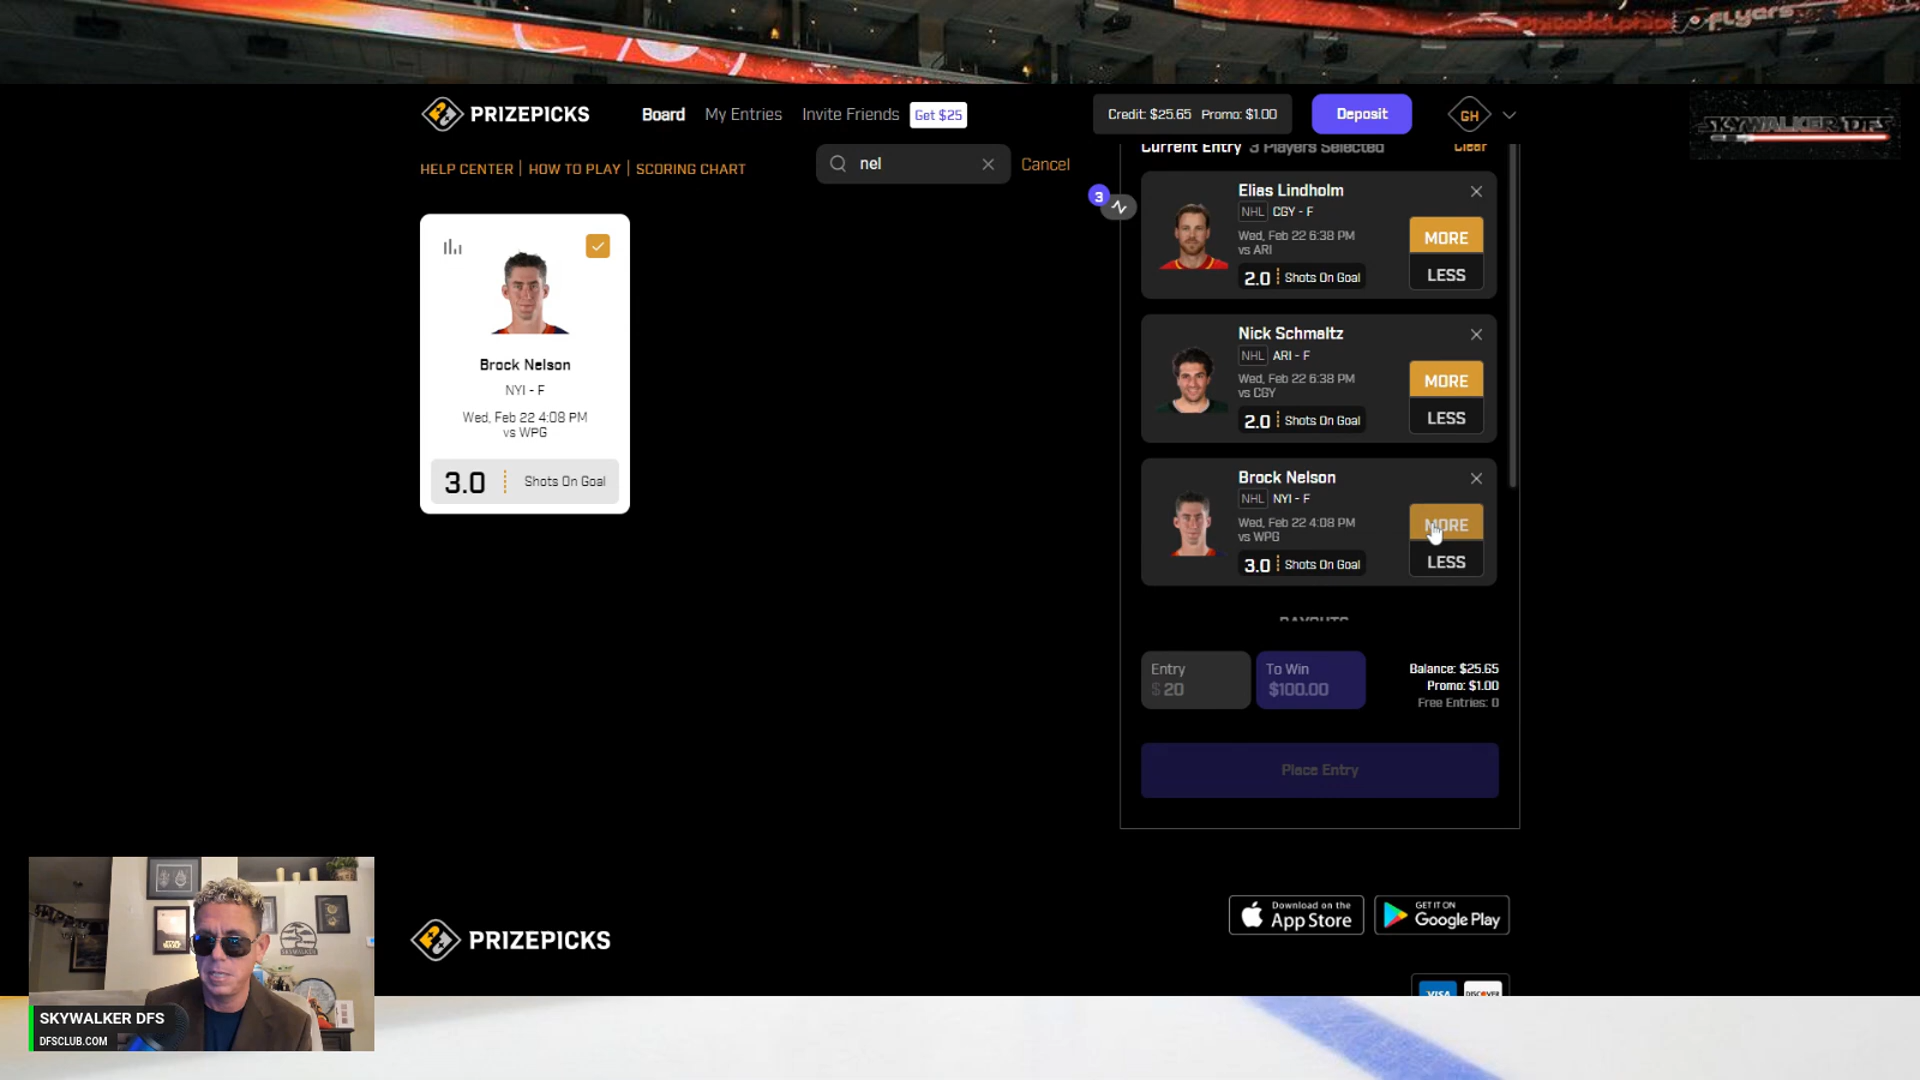 Philadelphia
FLYERS
PRIZEPICKS
Board
My Entries
Invite Friends
Get $25
Credit: $25.65 Promo: $1.00
Deposit
GH
SKYWALKER DFS
HELP CENTER | HOW TO PLAY | SCORING CHART
nel
Cancel
Current Entry 3 Players Selected
Clear
3
Brock Nelson
NYI - F
Wed, Feb 22 4:08 PM
vs WPG
3.0 Shots On Goal
Elias Lindholm
NHL CGY - F
Wed, Feb 22 6:38 PM
vs ARI
2.0 Shots On Goal
MORE
LESS
Nick Schmaltz
NHL ARI - F
Wed, Feb 22 6:38 PM
vs CGY
2.0 Shots On Goal
MORE
LESS
Brock Nelson
NHL NYI - F
Wed, Feb 22 4:08 PM
vs WPG
3.0 Shots On Goal
MORE
LESS
PAYOUTS
Entry
$ 20
To Win
$100.00
Balance: $25.65
Promo: $1.00
Free Entries: 0
Place Entry
Download on the
App Store
GET IT ON
Google Play
PRIZEPICKS
VISA
DISCOVER
SKYWALKER DFS
DFSCLUB.COM